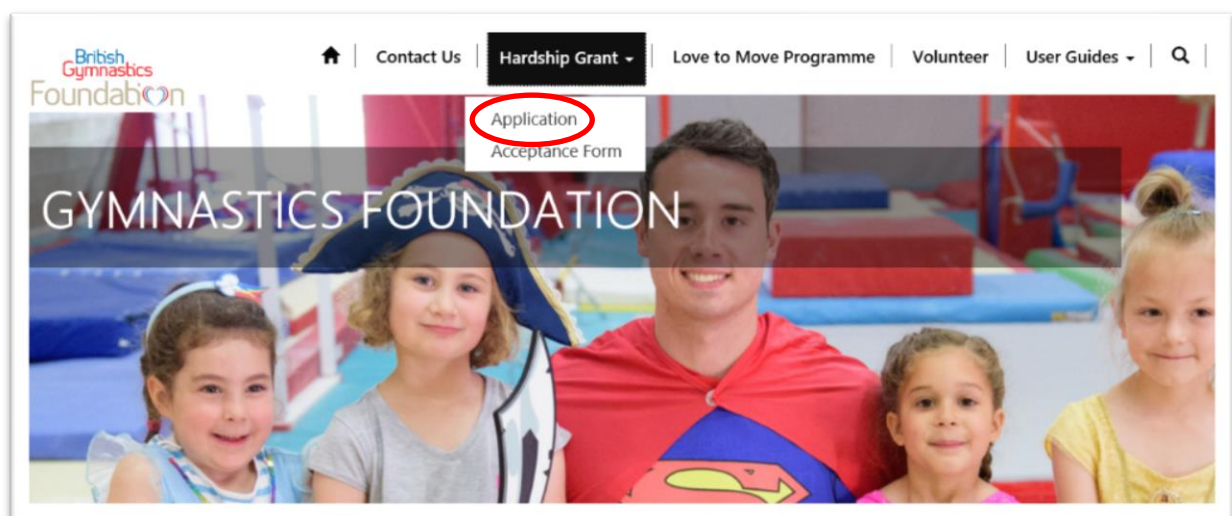 British
Gymnastics
Foundation
Contact Us
Hardship Grant
Love to Move Programme
Volunteer
User Guides
Application
Acceptance Form
GYMNASTICS FOUNDATION